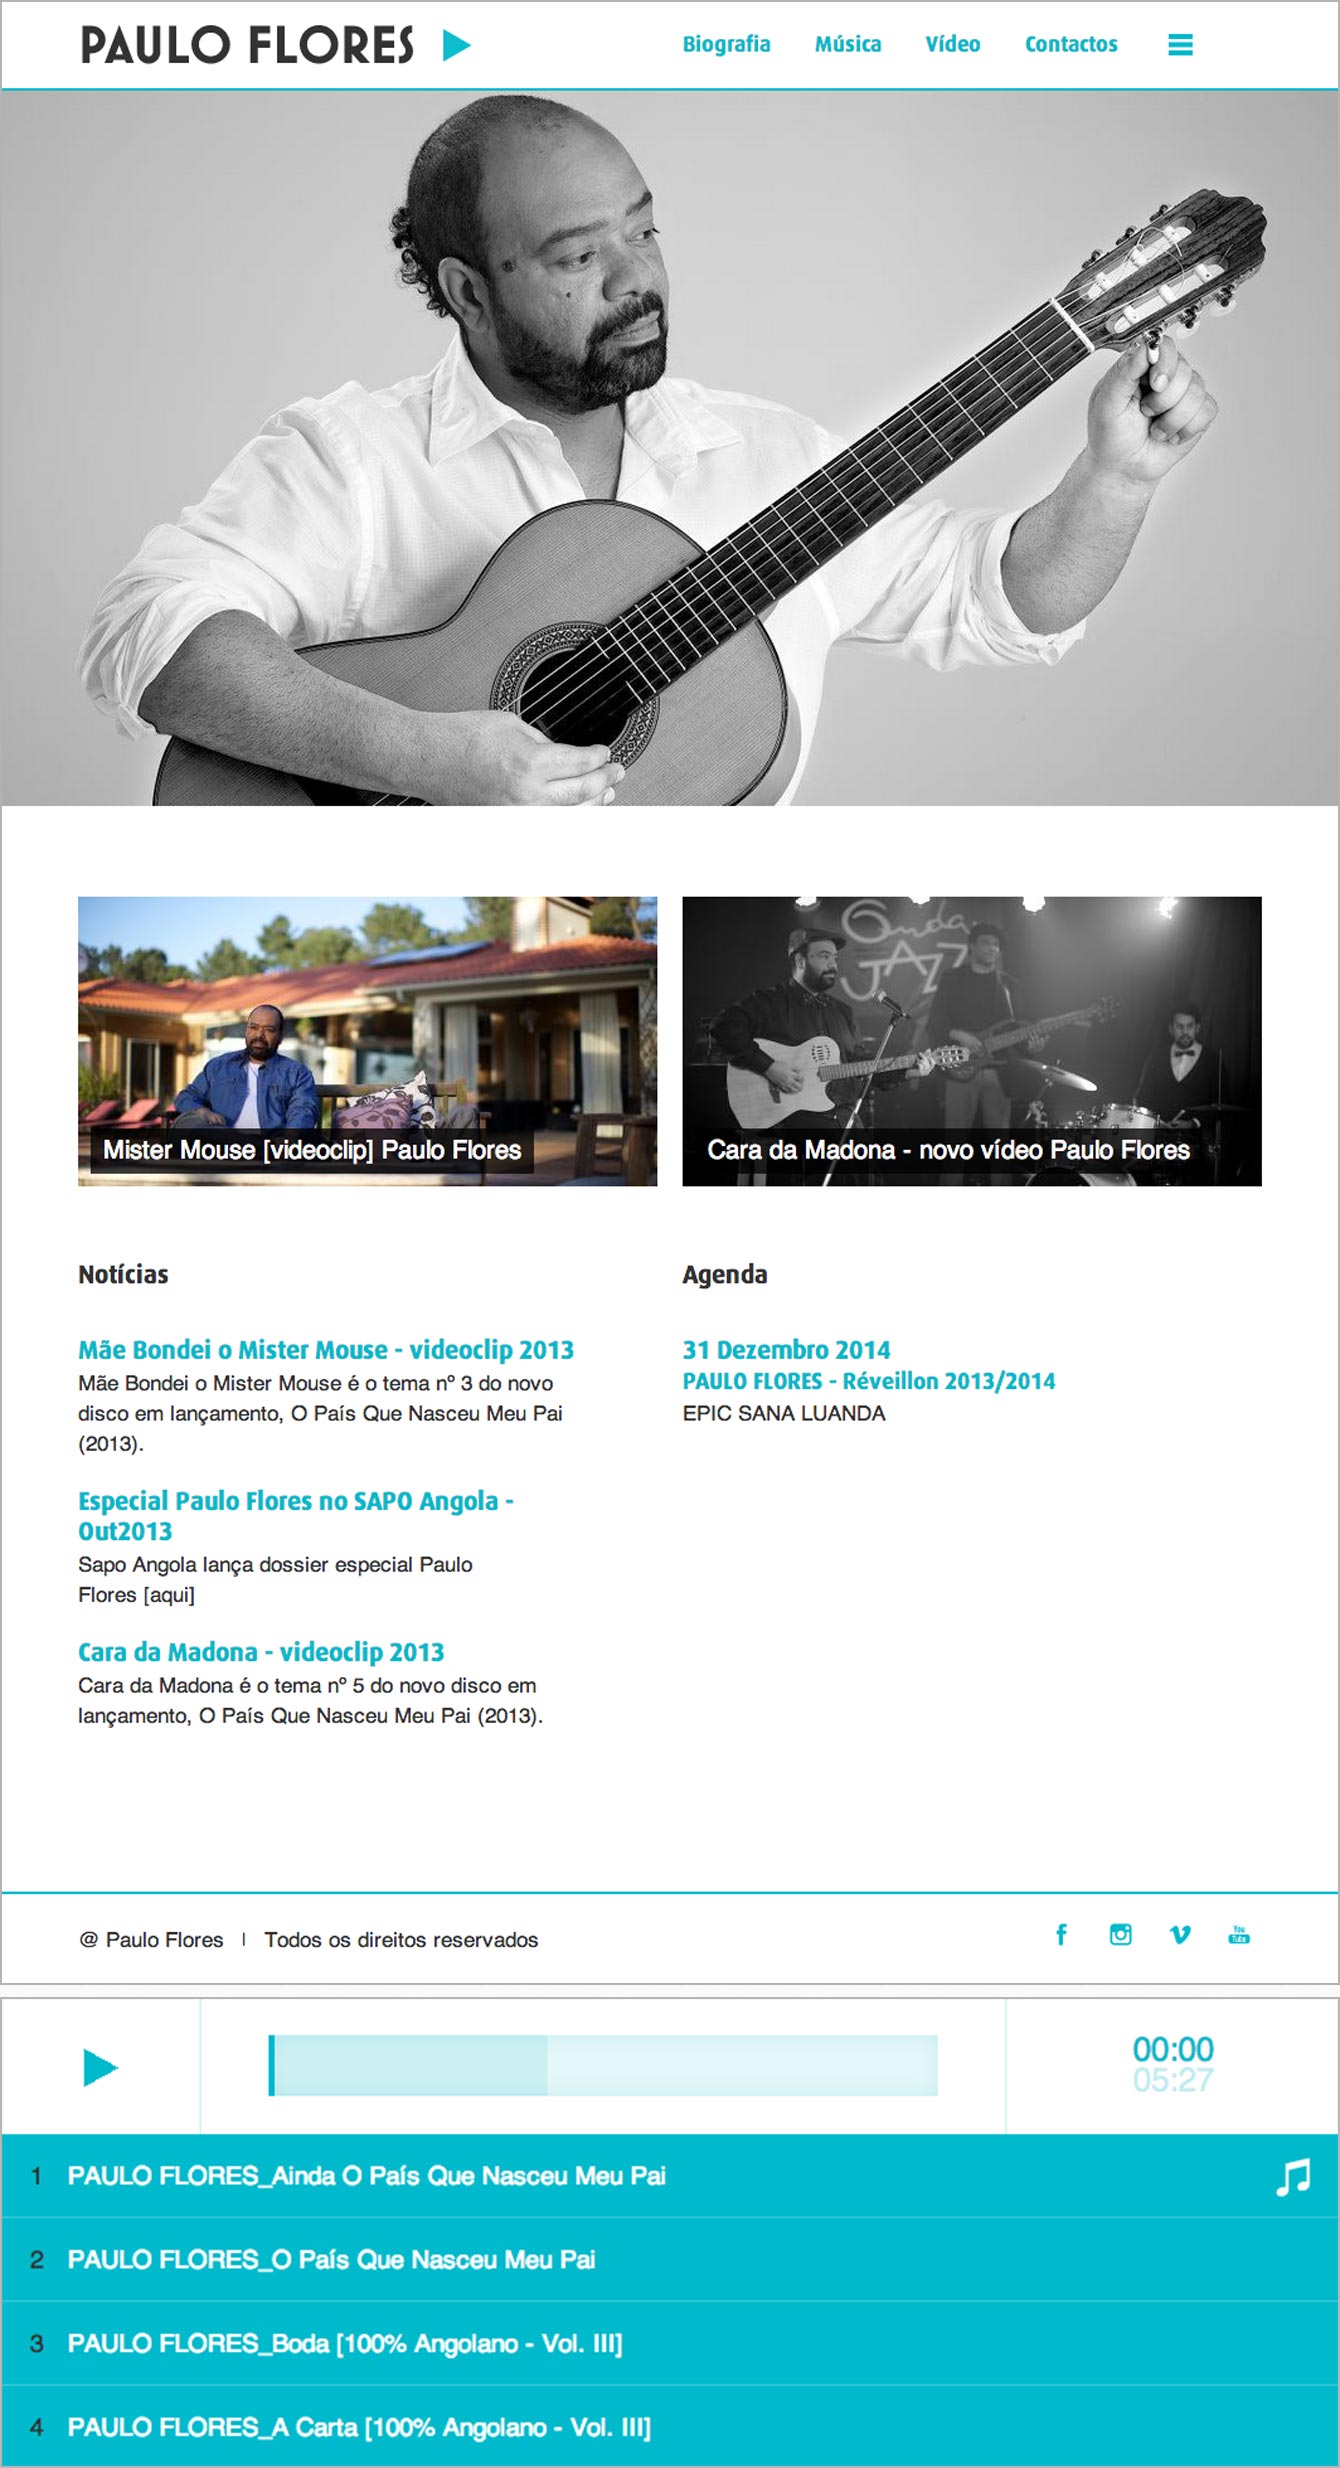 PAULO FLORES
Biografia Música Vídeo Contactos
Onda
JAZZ
Mister Mouse [videoclip] Paulo Flores
Cara da Madona - novo vídeo Paulo Flores
Notícias
Mãe Bondei o Mister Mouse - videoclip 2013
Mãe Bondei o Mister Mouse é o tema nº 3 do novo
disco em lançamento, O País Que Nasceu Meu Pai
(2013).
Especial Paulo Flores no SAPO Angola -
Out2013
Sapo Angola lança dossier especial Paulo
Flores [aqui]
Cara da Madona - videoclip 2013
Cara da Madona é o tema nº 5 do novo disco em
lançamento, O País Que Nasceu Meu Pai (2013).
Agenda
31 Dezembro 2014
PAULO FLORES - Réveillon 2013/2014
EPIC SANA LUANDA
@ Paulo Flores | Todos os direitos reservados
You
Tube
00:00
05:27
1 PAULO FLORES_Ainda O País Que Nasceu Meu Pai
2 PAULO FLORES_O País Que Nasceu Meu Pai
3 PAULO FLORES_Boda [100% Angolano - Vol. III]
4 PAULO FLORES_A Carta [100% Angolano - Vol. III]